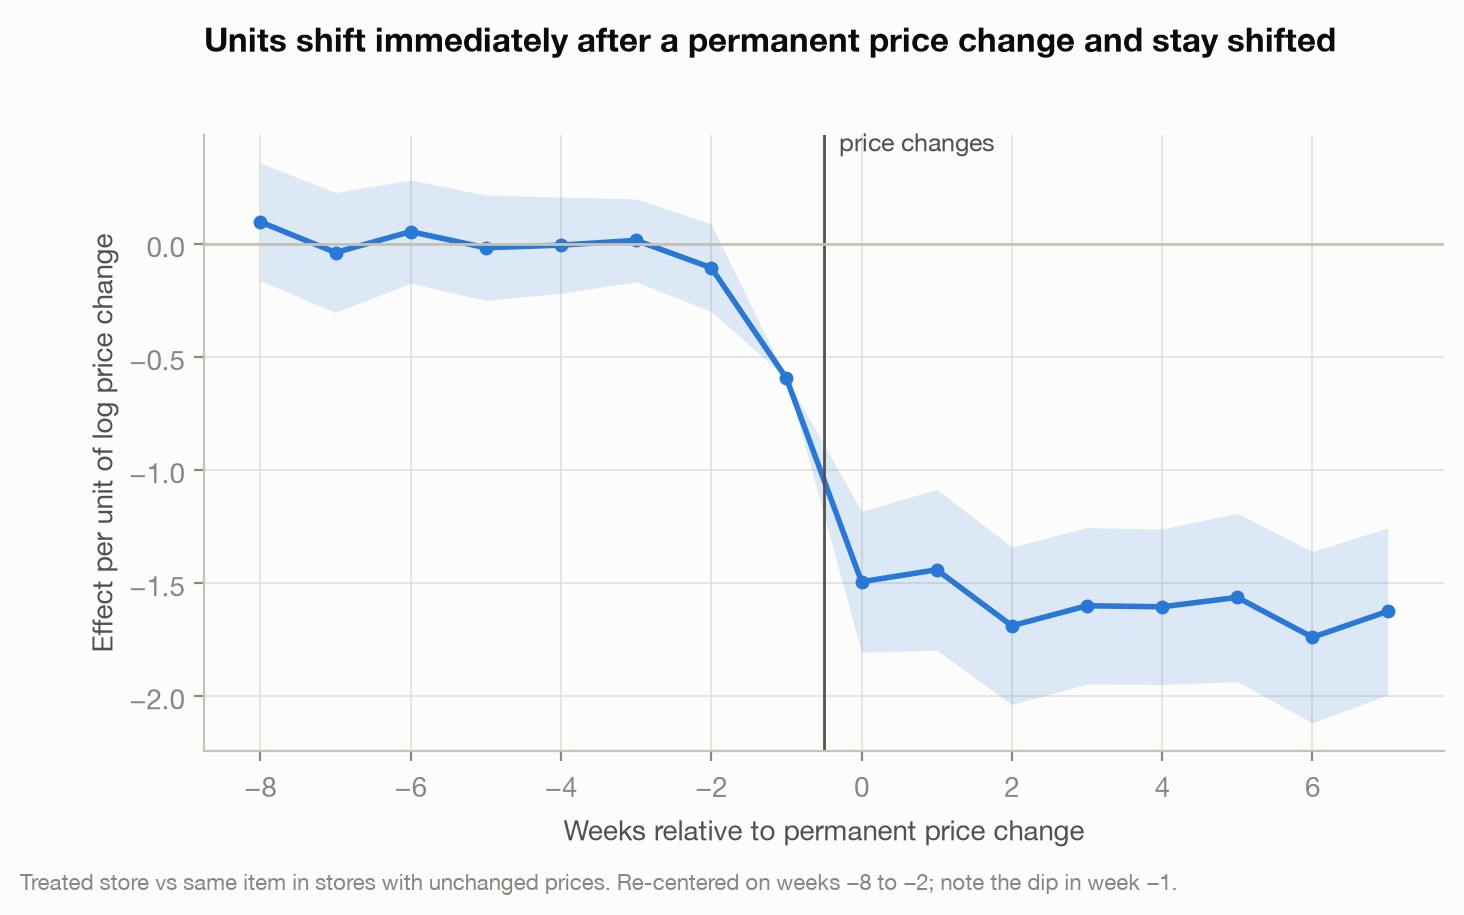 Units shift immediately after a permanent price change and stay shifted
price changes
Effect per unit of log price change
0.0
−0.5
−1.0
−1.5
−2.0
−8
−6
−4
−2
0
2
4
6
Weeks relative to permanent price change
Treated store vs same item in stores with unchanged prices. Re-centered on weeks −8 to −2; note the dip in week −1.